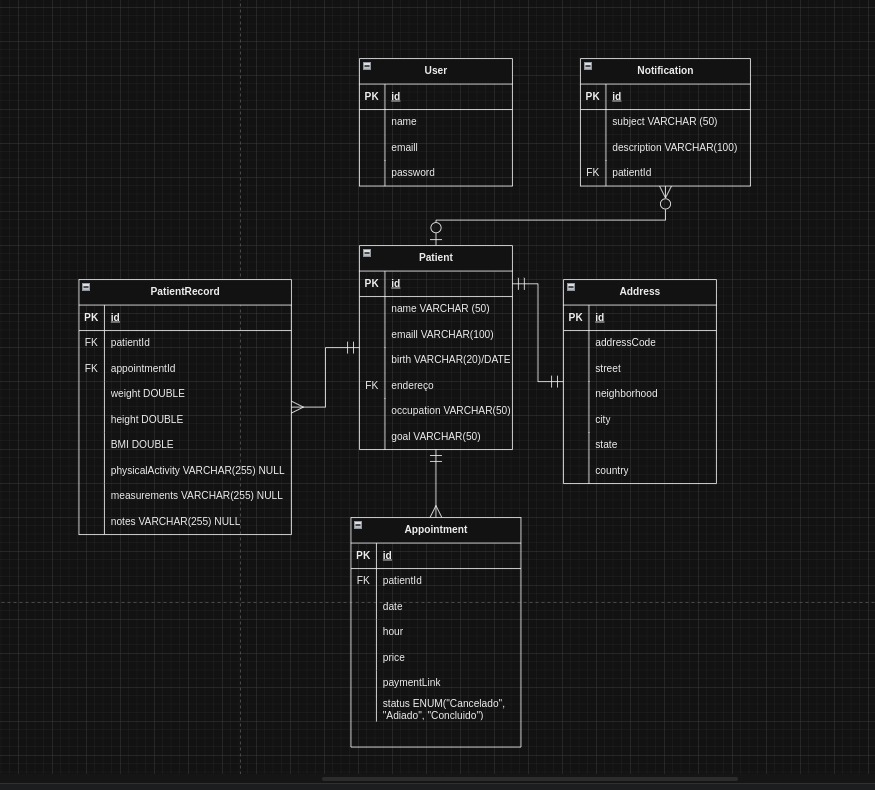 User
PK id
name
emaill
password
Notification
PK id
subject VARCHAR (50)
description VARCHAR(100)
FK patientId
PatientRecord
PK id
FK patientId
FK appointmentId
weight DOUBLE
height DOUBLE
BMI DOUBLE
physicalActivity VARCHAR(255) NULL
measurements VARCHAR(255) NULL
notes VARCHAR(255) NULL
Patient
PK id
name VARCHAR (50)
emaill VARCHAR(100)
birth VARCHAR(20)/DATE
FK endereço
occupation VARCHAR(50)
goal VARCHAR(50)
Address
PK id
addressCode
street
neighborhood
city
state
country
Appointment
PK id
FK patientId
date
hour
price
paymentLink
status ENUM("Cancelado",
"Adiado", "Concluido")